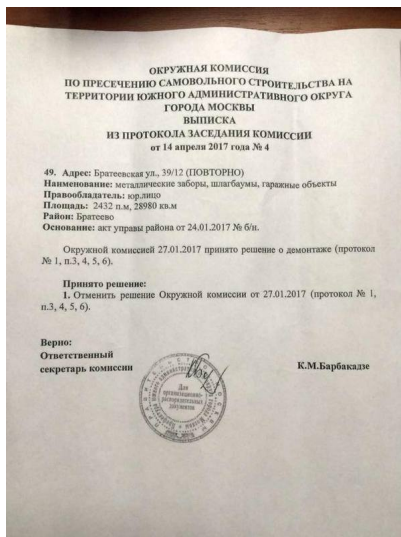 ОКРУЖНАЯ КОМИССИЯ
ПО ПРЕСЕЧЕНИЮ САМОВОЛЬНОГО СТРОИТЕЛЬСТВА НА
ТЕРРИТОРИИ ЮЖНОГО АДМИНИСТРАТИВНОГО ОКРУГА
ГОРОДА МОСКВЫ
ВЫПИСКА
ИЗ ПРОТОКОЛА ЗАСЕДАНИЯ КОМИССИИ
от 14 апреля 2017 года № 4
49. Адрес: Братеевская ул., 39/12 (ПОВТОРНО)
Наименование: металлические заборы, шлагбаумы, гаражные объекты
Правообладатель: юр.лицо
Площадь: 2432 п.м, 28980 кв.м
Район: Братеево
Основание: акт управы района от 24.01.2017 № б/н.
Окружной комиссией 27.01.2017 принято решение о демонтаже (протокол
№ 1, п.3, 4, 5, 6).
Принято решение:
1. Отменить решение Окружной комиссии от 27.01.2017 (протокол № 1,
п.3, 4, 5, 6).
Верно:
Ответственный
секретарь комиссии
К.М.Барбакадзе
Для
организационно-
распорядительных
документов